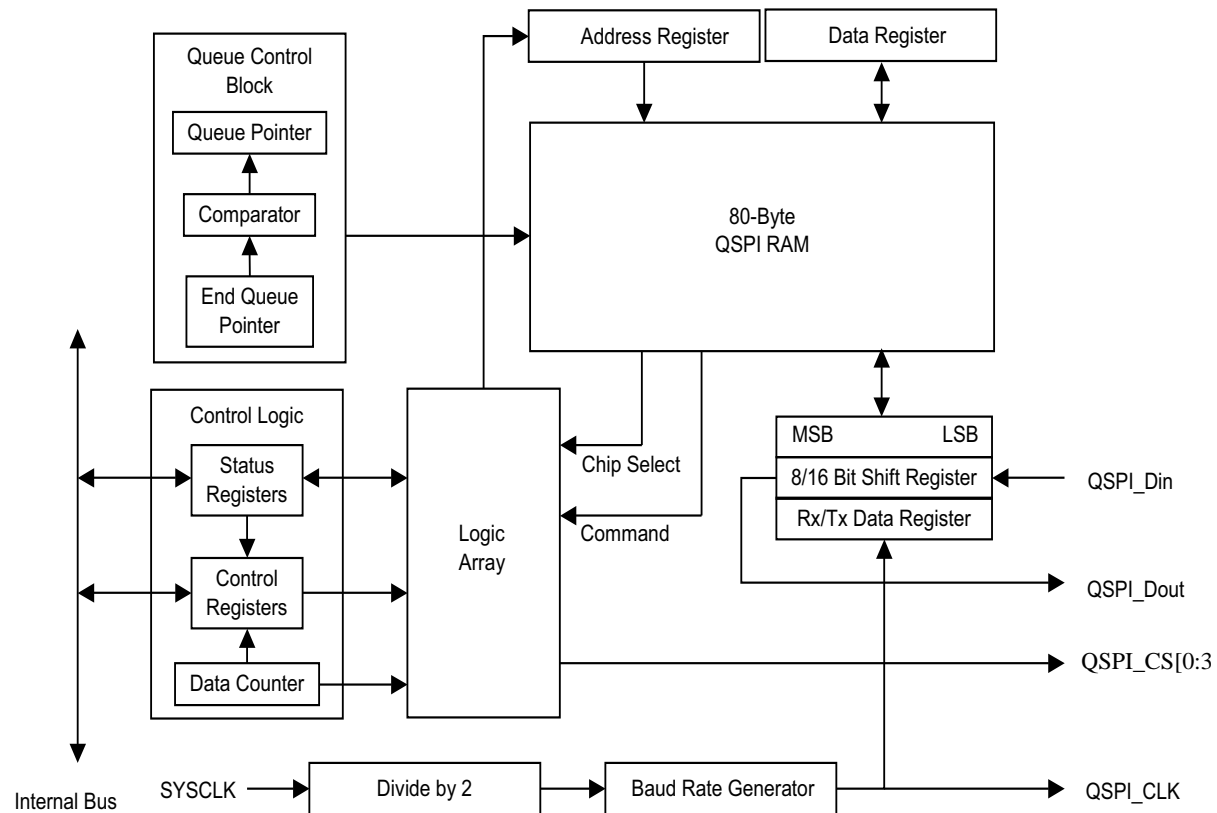 Address Register
Data Register
Queue Control
Block
Queue Pointer
Comparator
End Queue
Pointer
80-Byte
QSPI RAM
Control Logic
Status
Registers
Control
Registers
Data Counter
Logic
Array
Chip Select
Command
MSB
LSB
8/16 Bit Shift Register
Rx/Tx Data Register
QSPI_Din
QSPI_Dout
QSPI_CS[0:3
Internal Bus
SYSCLK
Divide by 2
Baud Rate Generator
QSPI_CLK